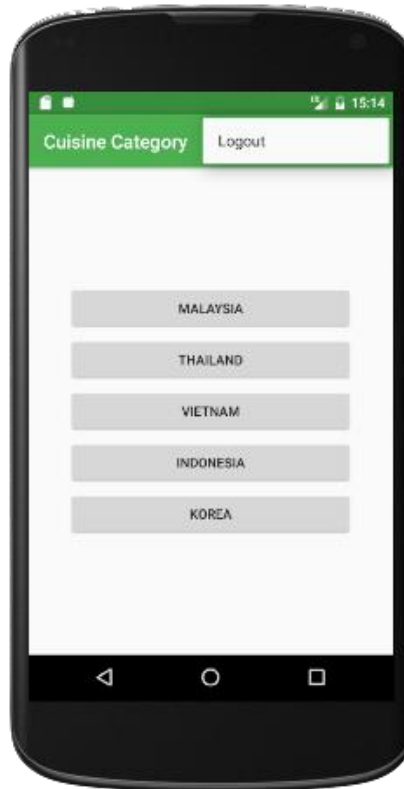 15:14
Cuisine Category
Logout
MALAYSIA
THAILAND
VIETNAM
INDONESIA
KOREA